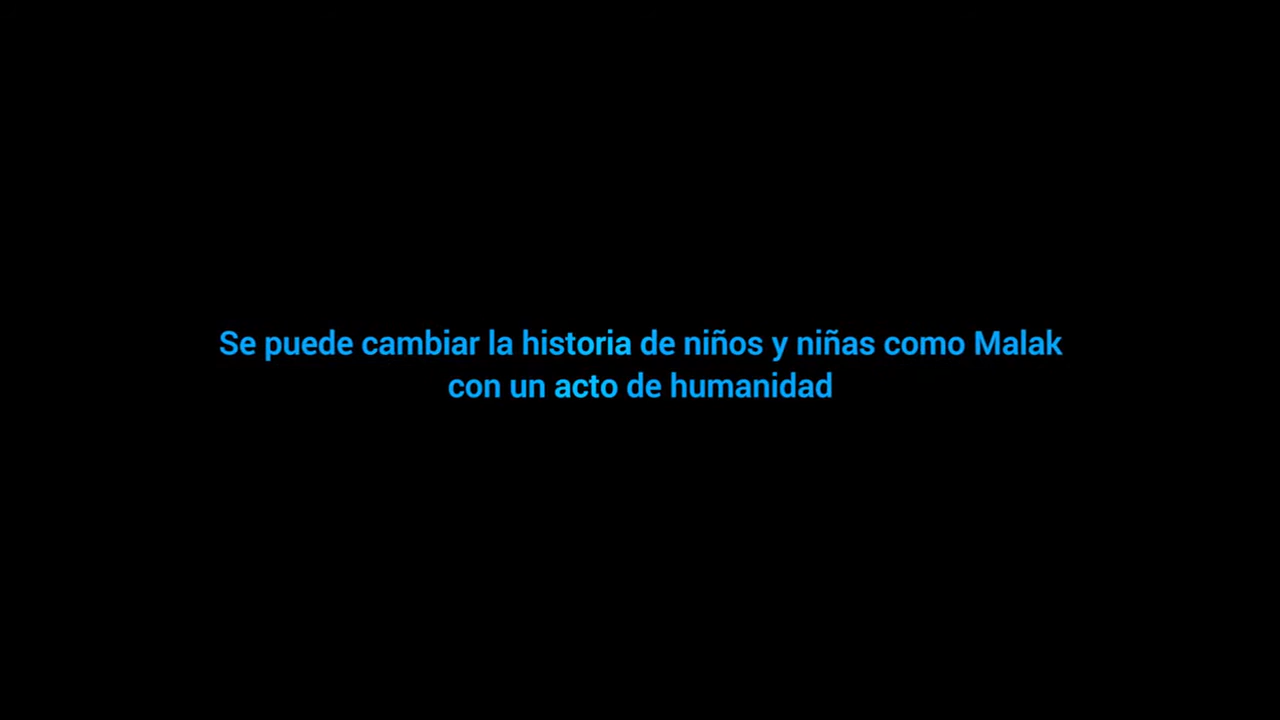 Se puede cambiar la historia de niños y niñas como Malak
con un acto de humanidad